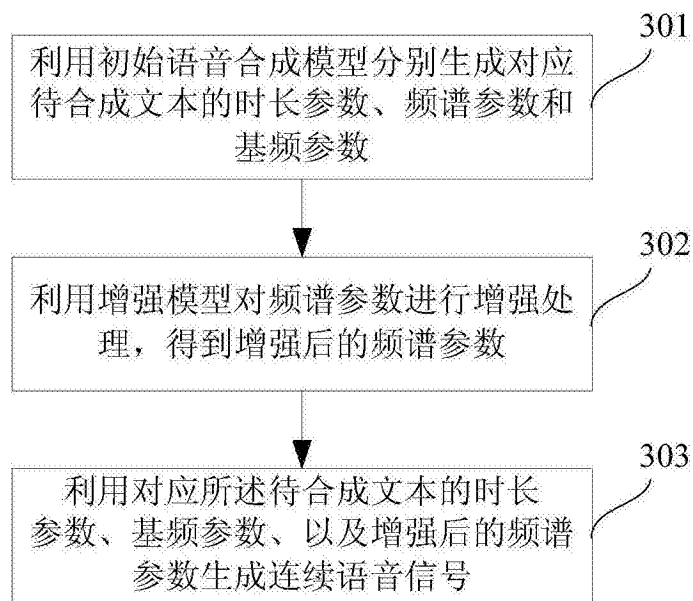 301
利用初始语音合成模型分别生成对应
待合成文本的时长参数、频谱参数和
基频参数
302
利用增强模型对频谱参数进行增强处
理，得到增强后的频谱参数
303
利用对应所述待合成文本的时长
参数、基频参数、以及增强后的频谱
参数生成连续语音信号